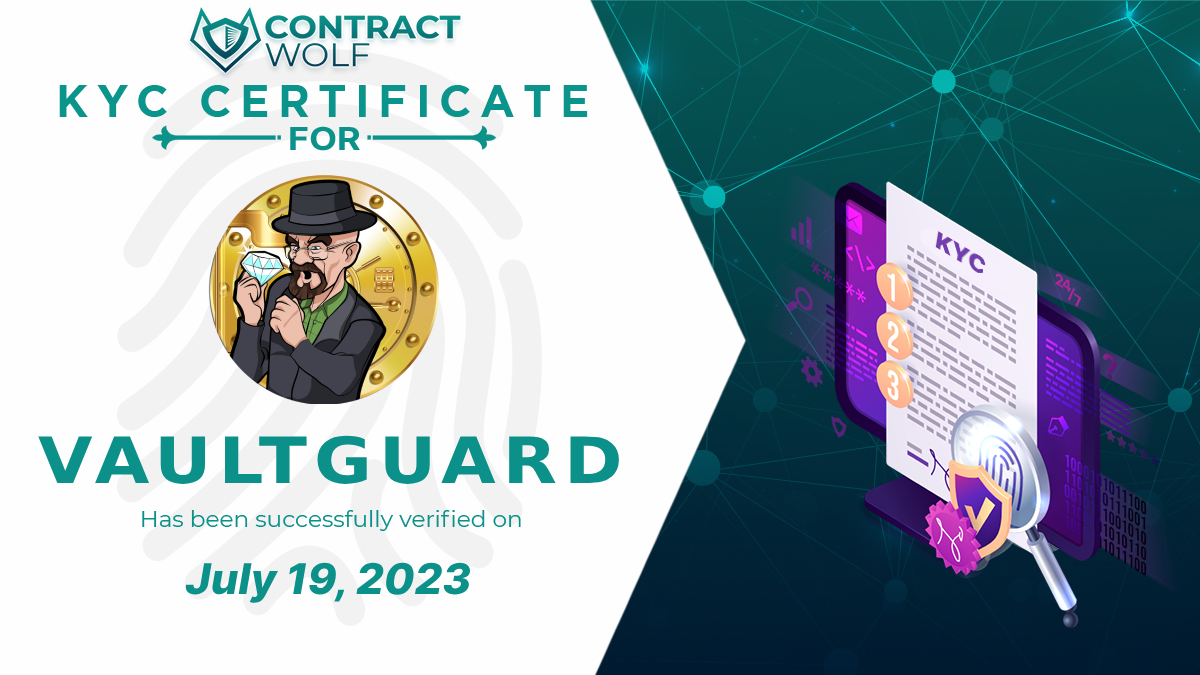 CONTRACT
WOLF
KYC CERTIFICATE
FOR
VAULTGUARD
Has been successfully verified on
July 19, 2023
KYC
1
2
3
24/7